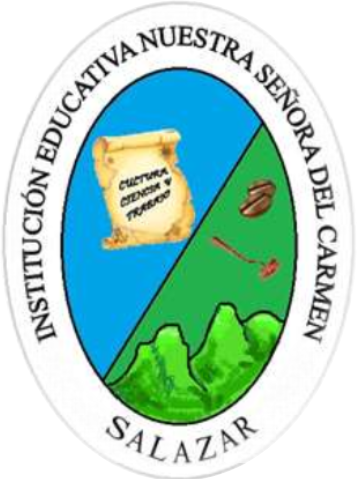 INSTITUCIÓN EDUCATIVA NUESTRA SEÑORA DEL CARMEN
CULTURA
CIENCIA Y
TRABAJO
SALAZAR